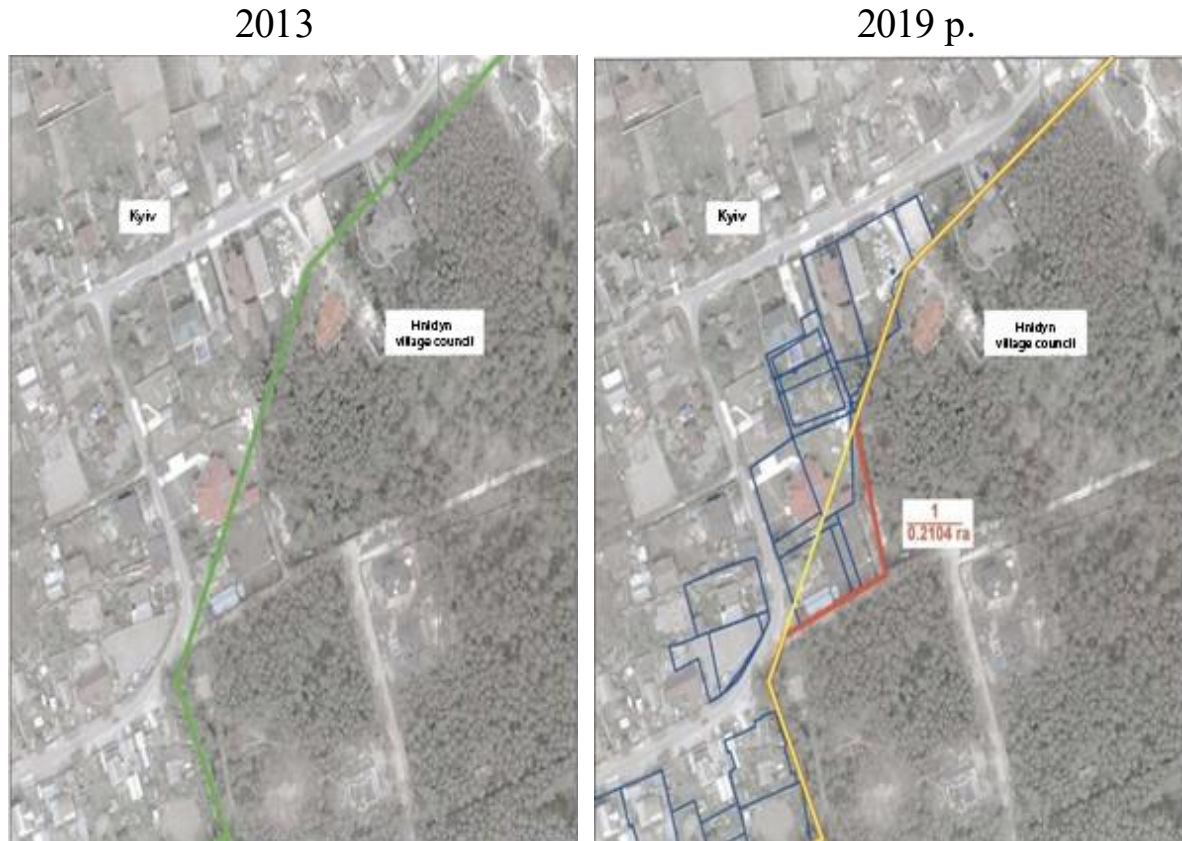 2013
2019 р.
Kyiv
Hnidyn
village council
Kyiv
Hnidyn
village council
1
0.2104 га